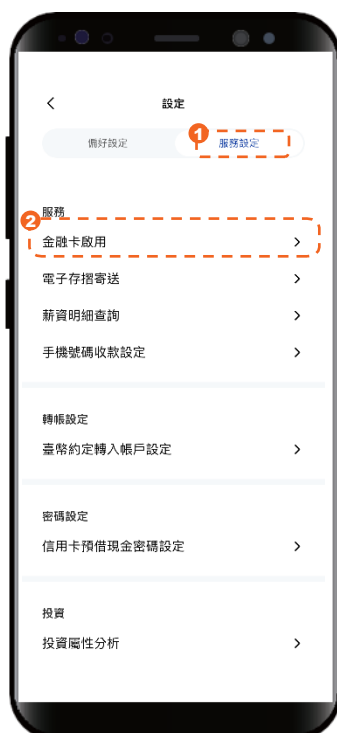 設定
偏好設定
1 服務設定
服務
2
金融卡啟用
電子存摺寄送
薪資明細查詢
手機號碼收款設定
轉帳設定
臺幣約定轉入帳戶設定
密碼設定
信用卡預借現金密碼設定
投資
投資屬性分析